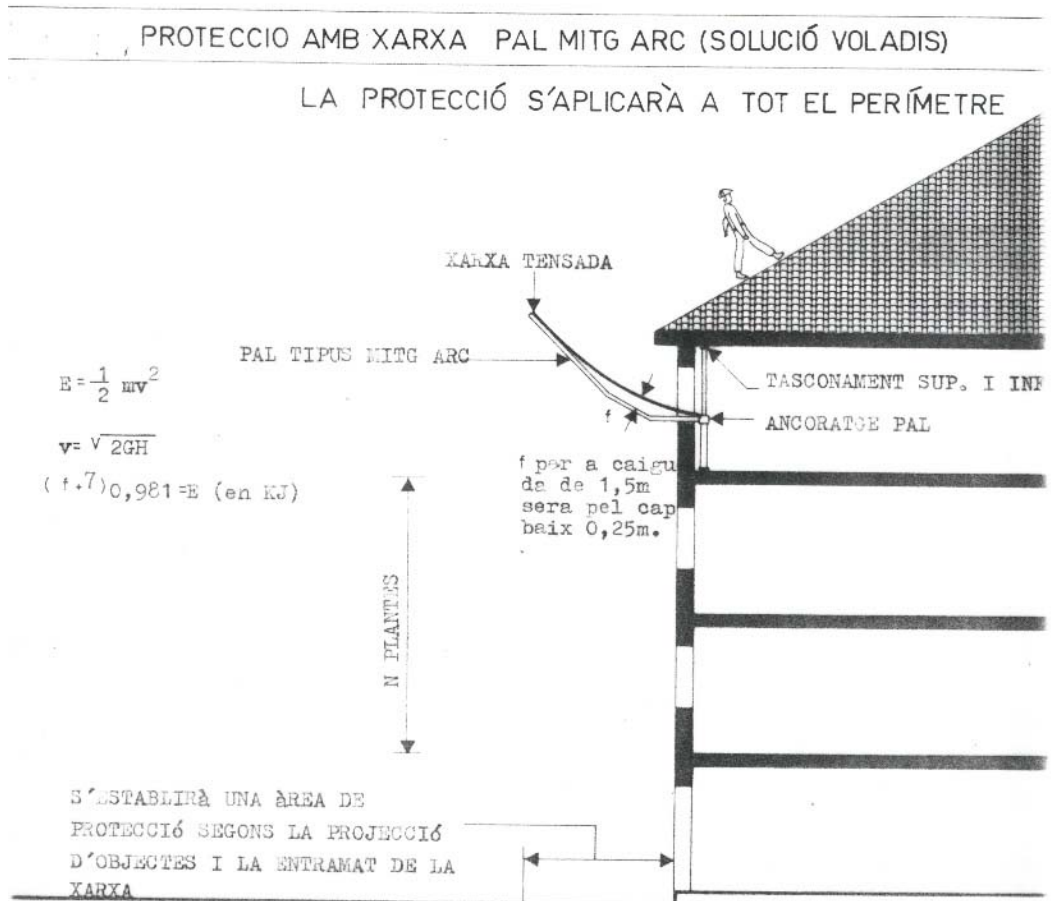 PROTECCIO AMB XARXA PAL MITG ARC (SOLUCIÓ VOLADIS)
LA PROTECCIÓ S'APLICARÀ A TOT EL PERÍMETRE
XARXA TENSADA
PAL TIPUS MITG ARC
TASCONAMENT SUP. I INF
ANCORATGE PAL
E = 1/2 mv²
v = √2GH
(f.7)0,981=E (en KJ)
f
f per a caigu
da de 1,5m
sera pel cap
baix 0,25m.
N PLANTES
S'ESTABLIRà UNA àREA DE
PROTECCIó SEGONS LA PROJECCIó
D'OBJECTES I LA ENTRAMAT DE LA
XARXA